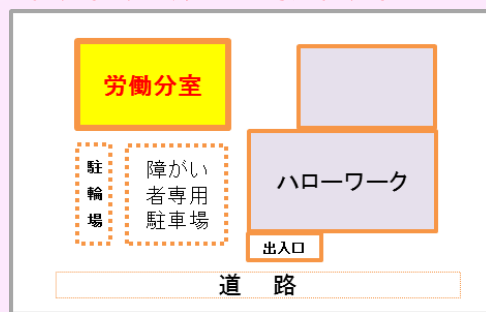 労働分室
駐
輪
場
障がい
者専用
駐車場
ハローワーク
出入口
道　路